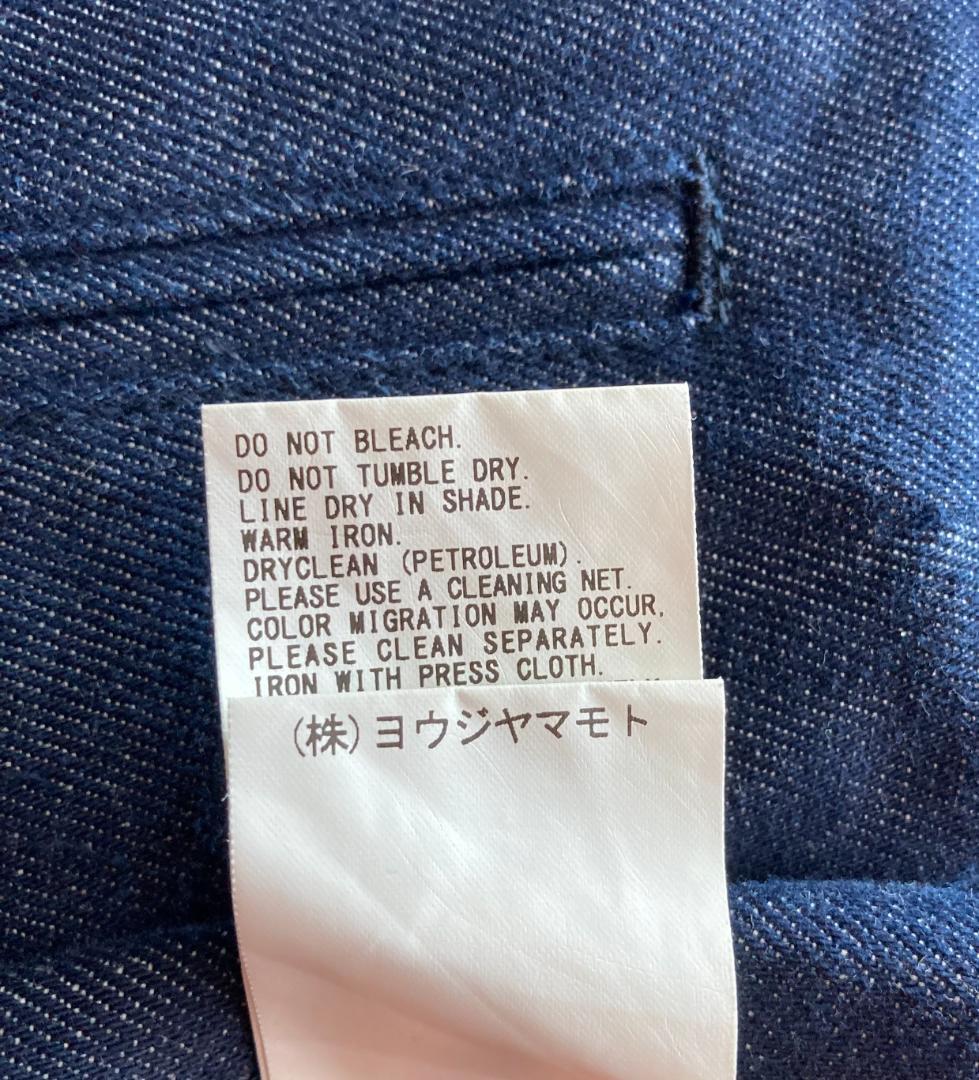 DO NOT BLEACH.
DO NOT TUMBLE DRY.
LINE DRY IN SHADE.
WARM IRON.
DRYCLEAN (PETROLEUM).
PLEASE USE A CLEANING NET.
COLOR MIGRATION MAY OCCUR.
PLEASE CLEAN SEPARATELY.
IRON WITH PRESS CLOTH.
(株)ヨウジヤマモト